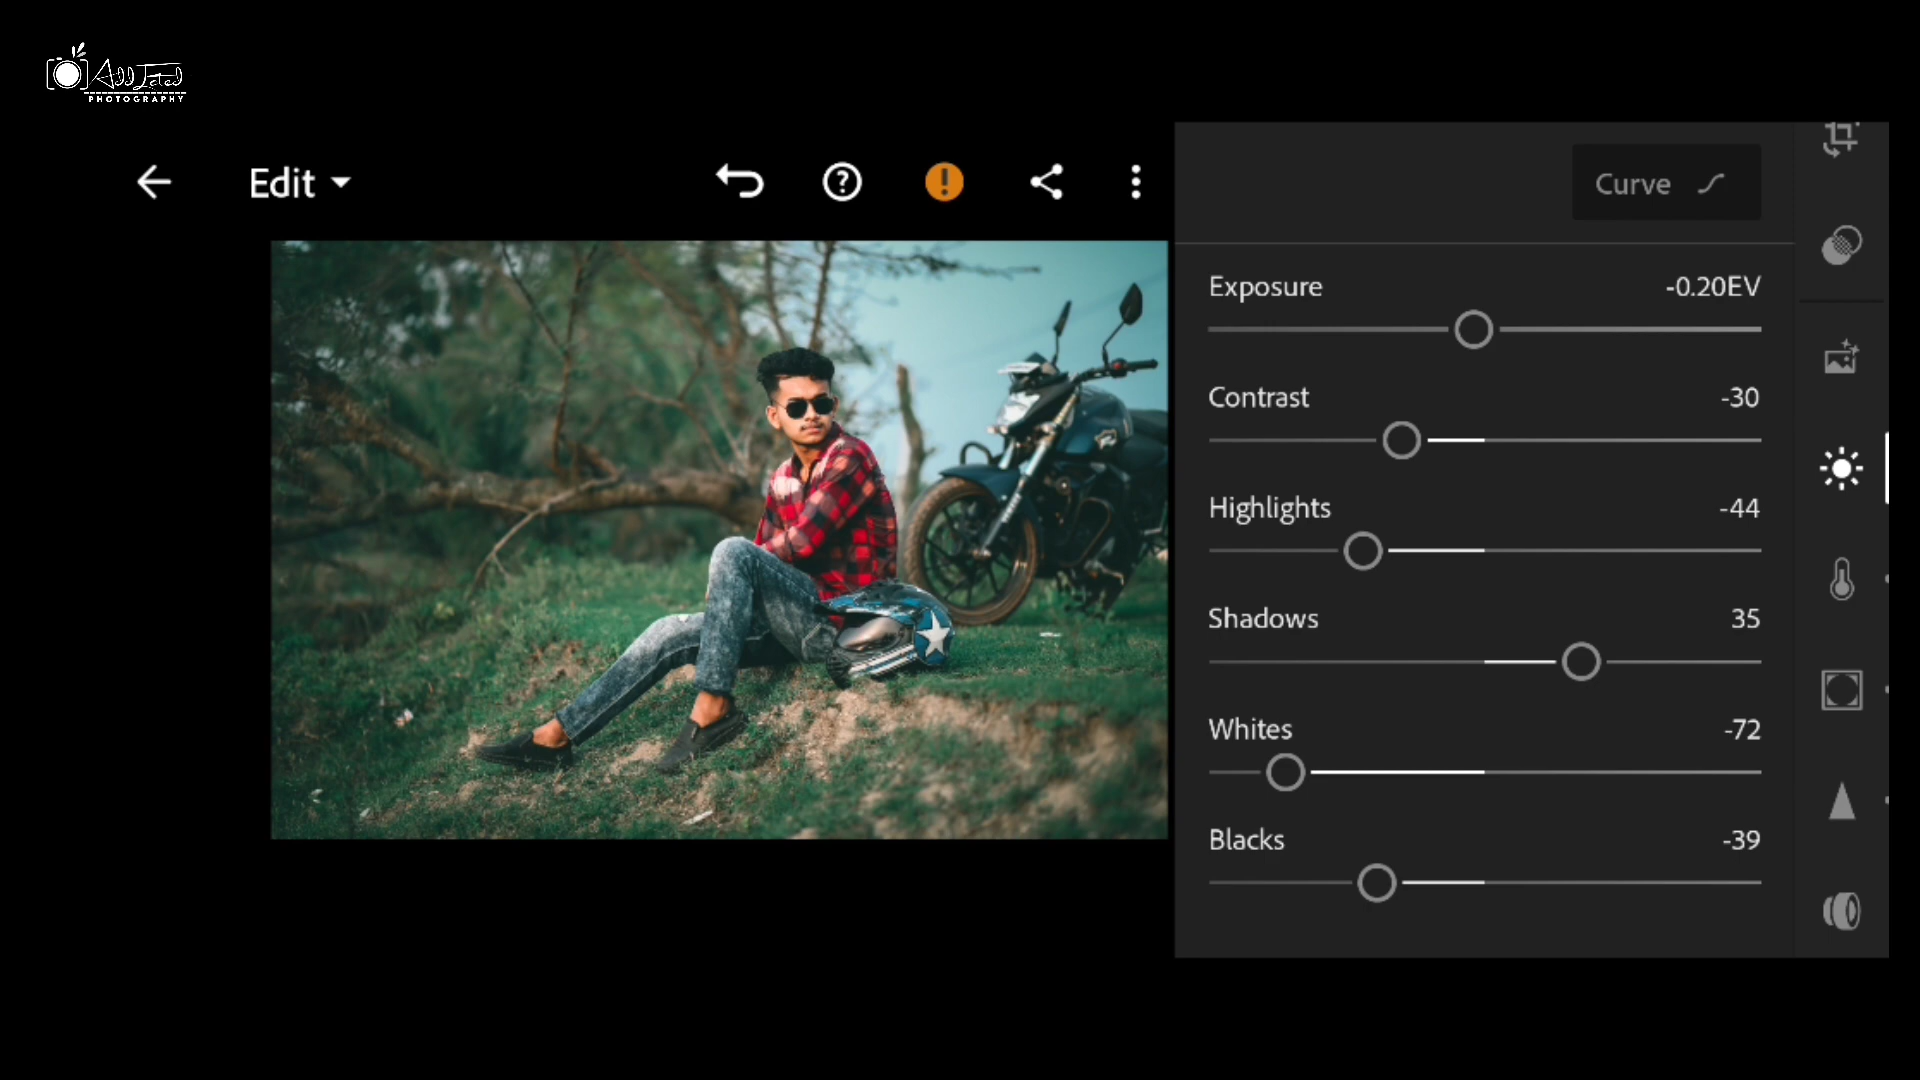 PHOTOGRAPHY
Edit
Curve
Exposure -0.20EV
Contrast -30
Highlights -44
Shadows 35
Whites -72
Blacks -39